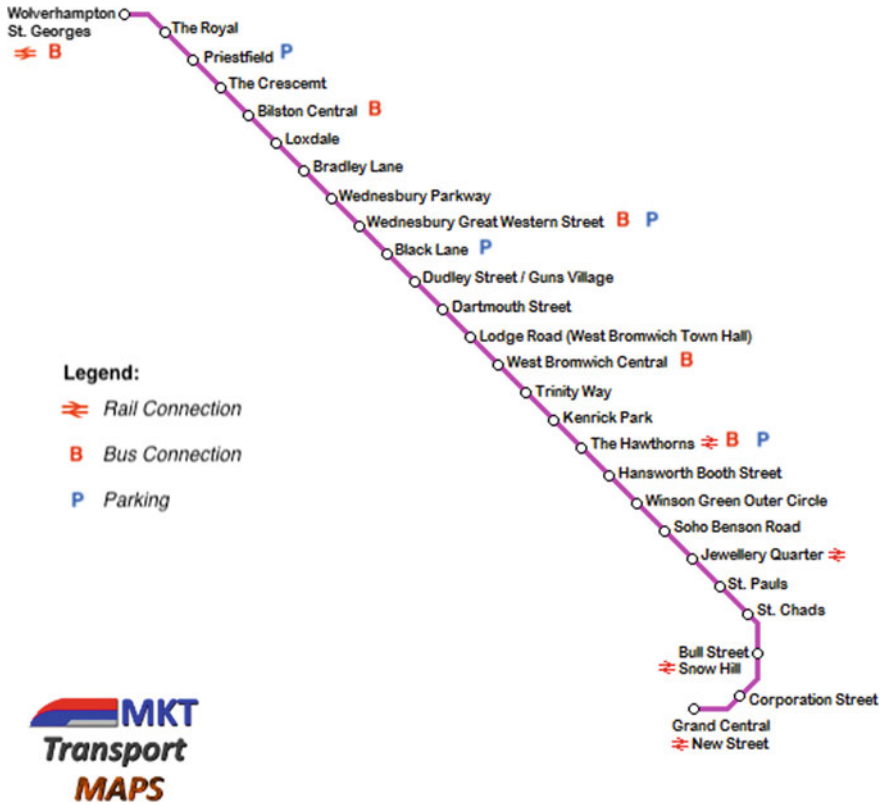 Wolverhampton
St. Georges
B
The Royal
Priestfield P
The Crescemt
Bilston Central B
Loxdale
Bradley Lane
Wednesbury Parkway
Wednesbury Great Western Street B P
Black Lane P
Dudley Street / Guns Village
Dartmouth Street
Lodge Road (West Bromwich Town Hall)
West Bromwich Central B
Trinity Way
Kenrick Park
The Hawthorns B P
Hansworth Booth Street
Winson Green Outer Circle
Soho Benson Road
Jewellery Quarter
St. Pauls
St. Chads
Bull Street
Snow Hill
Corporation Street
Grand Central
New Street
Legend:
Rail Connection
B Bus Connection
P Parking
MKT
Transport
MAPS